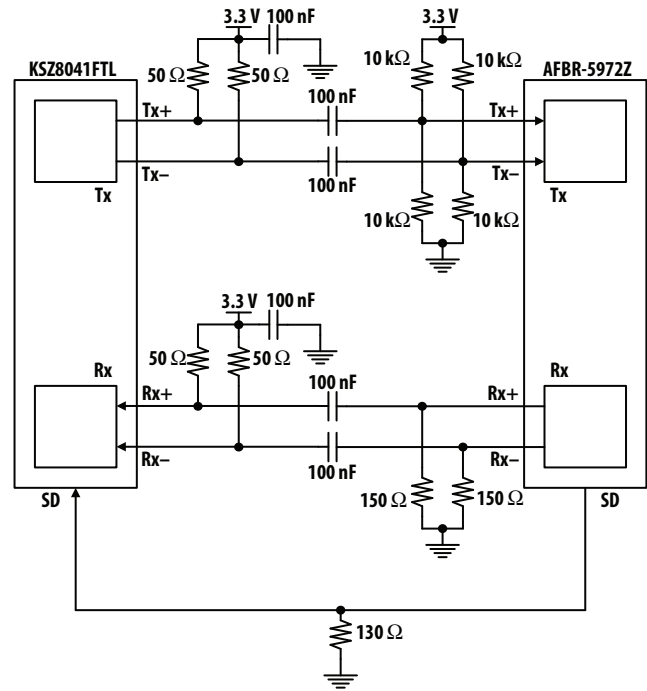 3.3 V 100 nF 3.3 V
KSZ8041FTL 50 Ω 50 Ω 10 kΩ 10 kΩ AFBR-5972Z
Tx+ 100 nF Tx+
Tx– 100 nF Tx–
Tx 10 kΩ 10 kΩ Tx
3.3 V 100 nF
50 Ω 50 Ω
Rx Rx
Rx+ 100 nF Rx+
Rx– 100 nF Rx–
SD 150 Ω 150 Ω SD
130 Ω